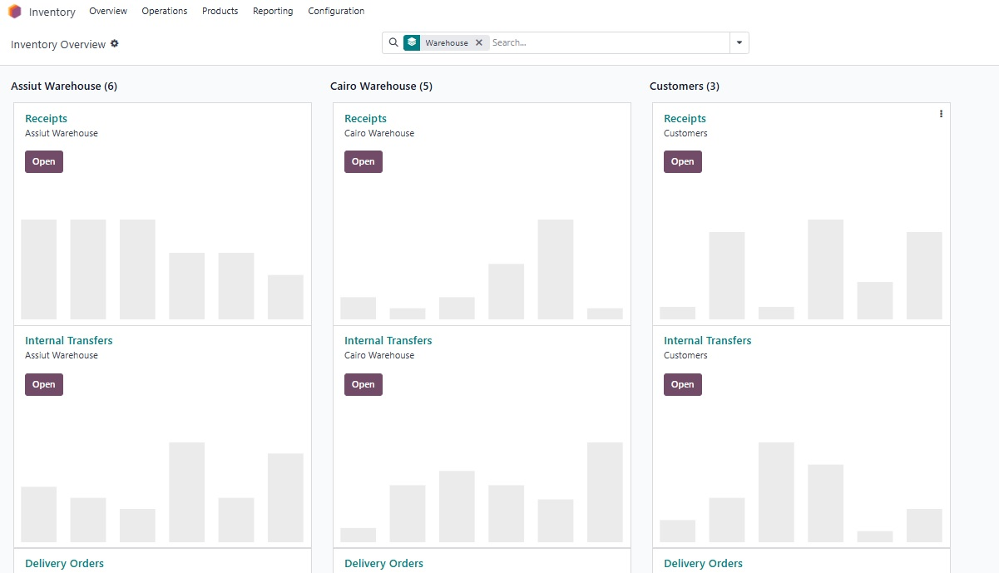 Inventory Overview Operations Products Reporting Configuration
Inventory Overview
Warehouse Search...
Assiut Warehouse (6)
Receipts
Assiut Warehouse
Open
Internal Transfers
Assiut Warehouse
Open
Delivery Orders
Cairo Warehouse (5)
Receipts
Cairo Warehouse
Open
Internal Transfers
Cairo Warehouse
Open
Delivery Orders
Customers (3)
Receipts
Customers
Open
Internal Transfers
Customers
Open
Delivery Orders